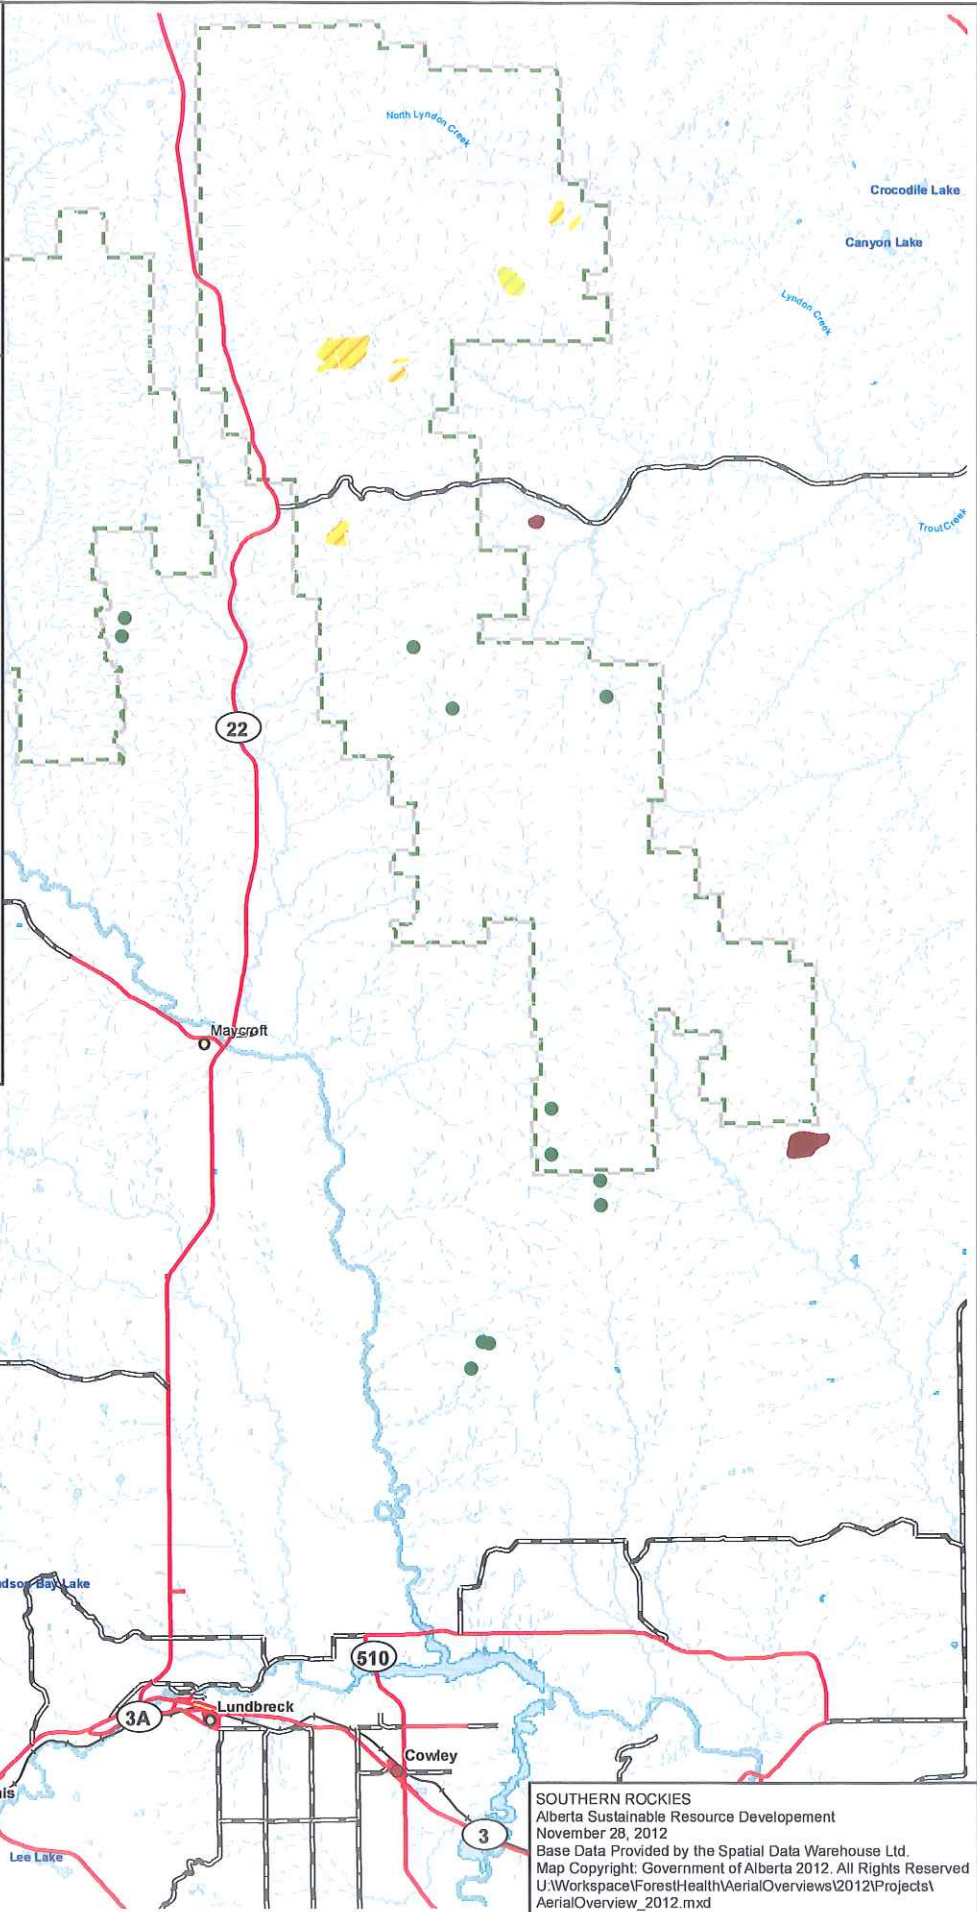 North Lyndon Creek
Crocodile Lake
Canyon Lake
Lyndon Creek
Trout Creek
22
Maycroft
dson Bay Lake
510
3A
Lundbreck
Cowley
3
Lee Lake
SOUTHERN ROCKIES
Alberta Sustainable Resource Developement
November 28, 2012
Base Data Provided by the Spatial Data Warehouse Ltd.
Map Copyright: Government of Alberta 2012. All Rights Reserved
U:\Workspace\ForestHealth\AerialOverviews\2012\Projects\
AerialOverview_2012.mxd